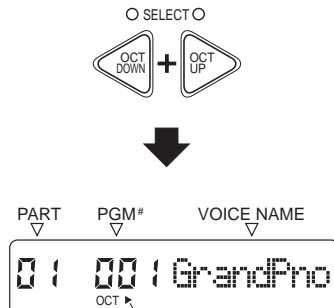 SELECT
OCT DOWN + OCT UP
PART PGM# VOICE NAME
01 001 GrandPno
OCT